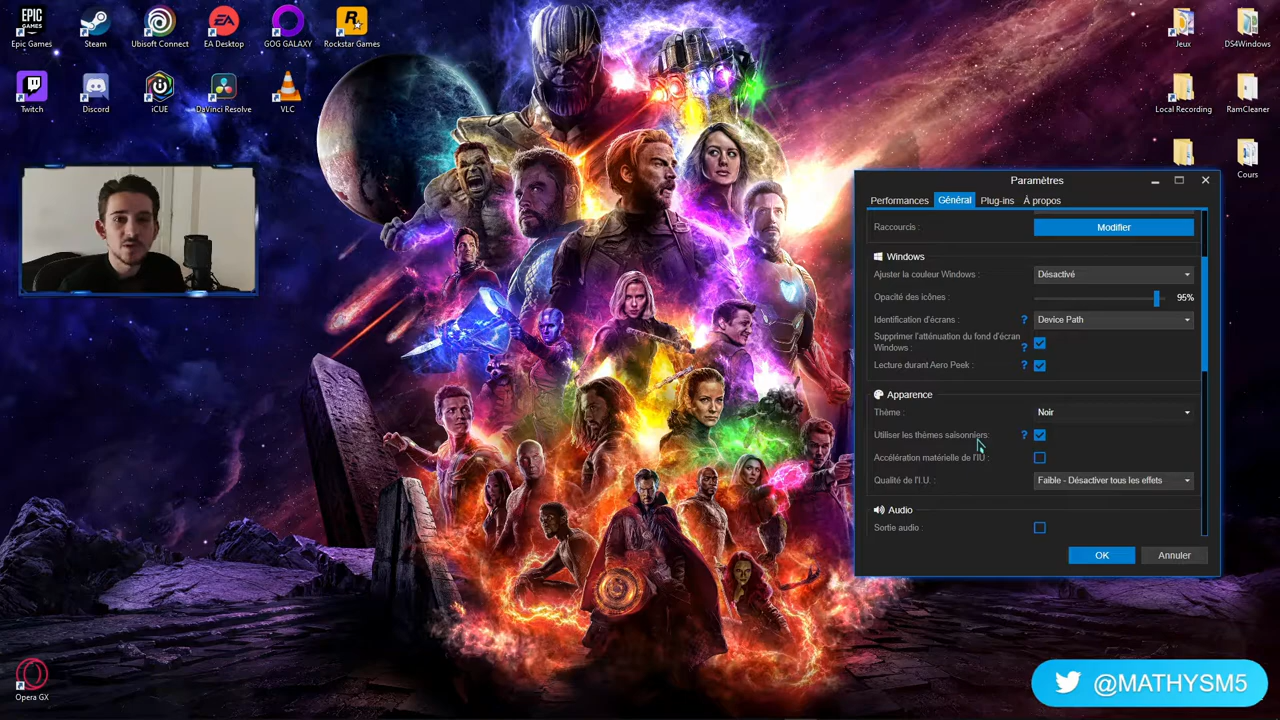 EPIC
GAMES
Epic Games
Steam
Ubisoft Connect
EA
EA Desktop
GOG GALAXY
R
Rockstar Games
Twitch
Discord
iCUE
DaVinci Resolve
VLC
Jeux
DS4Windows
Local Recording
RamCleaner
Cours
Opera GX
Paramètres
Performances
Général
Plug-ins
À propos
Raccourcis :
Modifier
Windows
Ajuster la couleur Windows :
Désactivé
Opacité des icônes :
95%
Identification d'écrans :
?
Device Path
Supprimer l'atténuation du fond d'écran
Windows :
?
Lecture durant Aero Peek :
?
Apparence
Thème :
Noir
Utiliser les thèmes saisonniers:
?
Accélération matérielle de l'IU :
Qualité de l'I.U. :
Faible - Désactiver tous les effets
Audio
Sortie audio :
OK
Annuler
@MATHYSM5